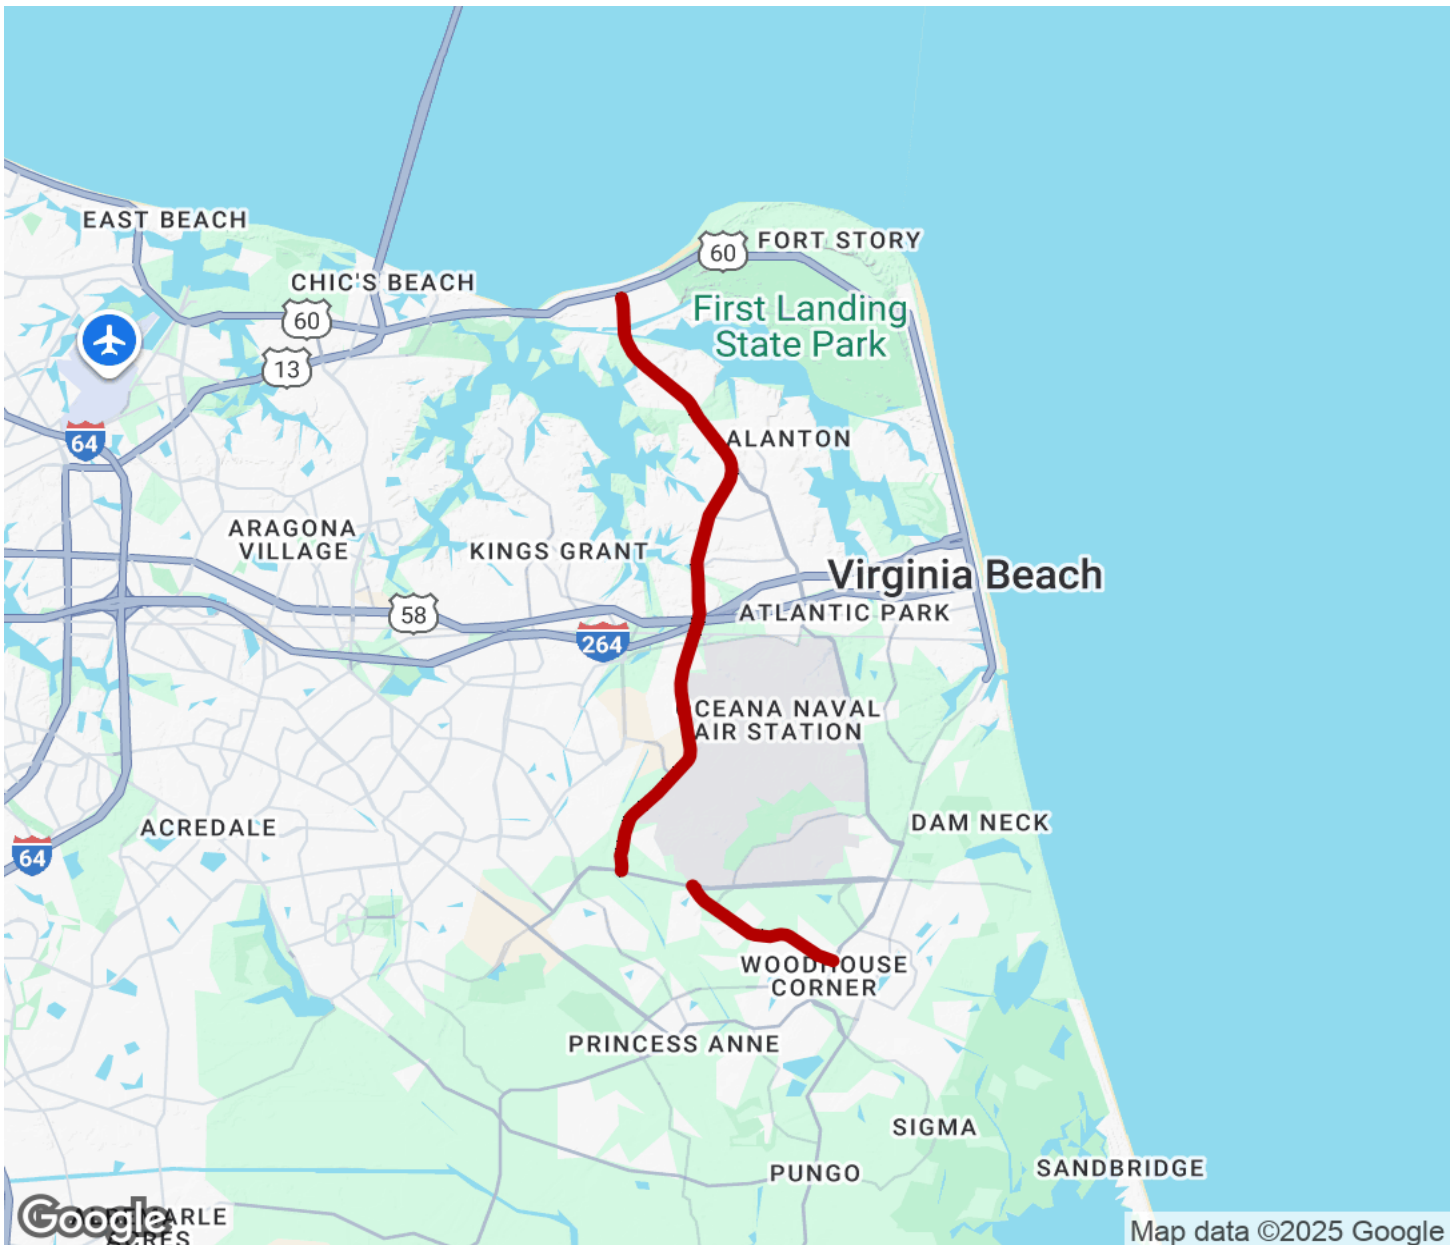 EAST BEACH
CHIC'S BEACH
60
FORT STORY
60
First Landing
State Park
13
64
ALANTON
ARAGONA
VILLAGE
KINGS GRANT
Virginia Beach
58
ATLANTIC PARK
264
CEANA NAVAL
AIR STATION
DAM NECK
ACREDALE
64
WOODHOUSE
CORNER
PRINCESS ANNE
SIGMA
PUNGO
SANDBRIDGE
Google
Map data ©2025 Google